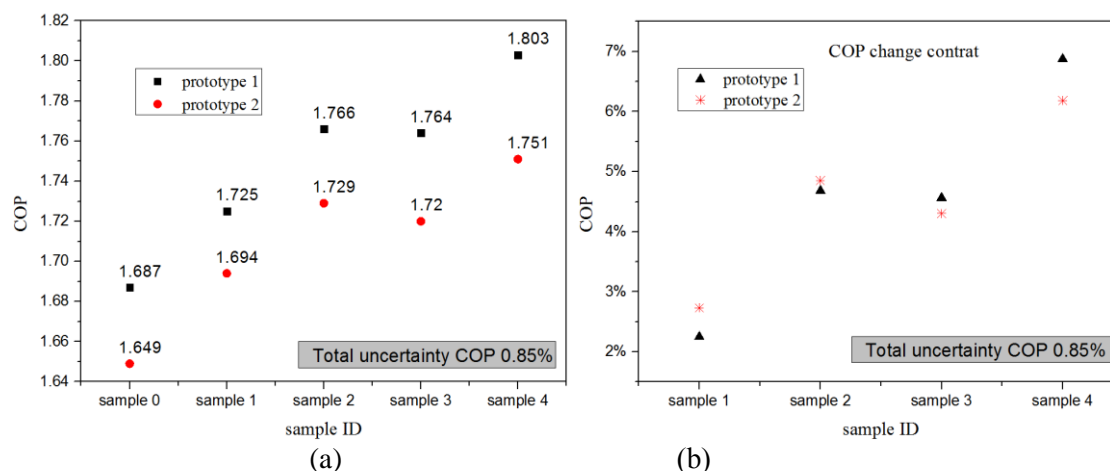 1.82
1.80
1.78
1.76
1.74
1.72
1.70
1.68
1.66
1.64
COP
prototype 1
prototype 2
1.687
1.649
1.725
1.694
1.766
1.729
1.764
1.72
1.803
1.751
Total uncertainty COP 0.85%
sample 0
sample 1
sample 2
sample 3
sample 4
sample ID
(a)
7%
6%
5%
4%
3%
2%
COP
COP change contrat
prototype 1
prototype 2
Total uncertainty COP 0.85%
sample 1
sample 2
sample 3
sample 4
sample ID
(b)